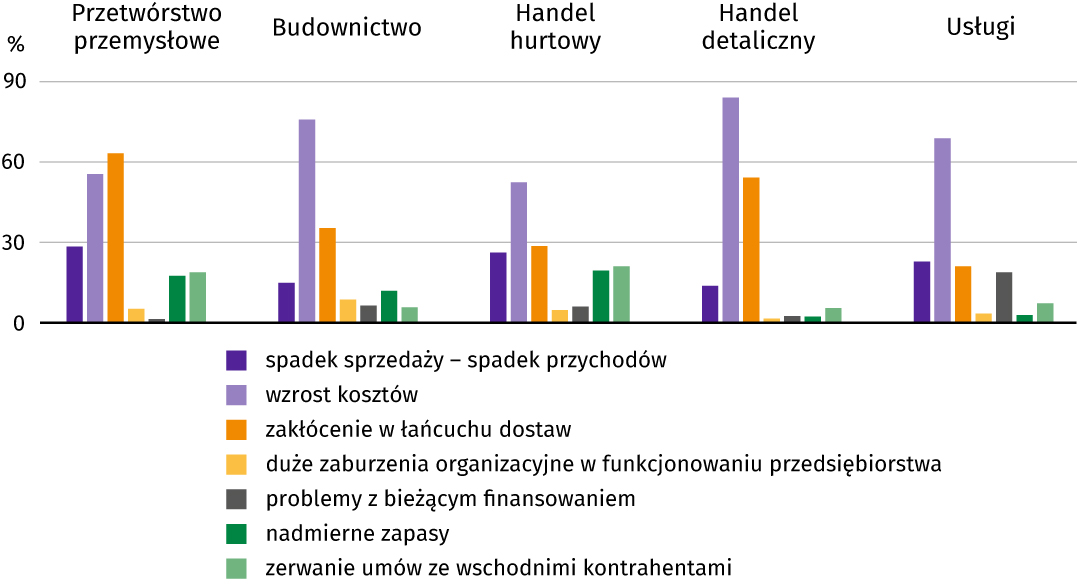 Przetwórstwo
przemysłowe
Budownictwo
Handel
hurtowy
Handel
detaliczny
Usługi
%
90
60
30
0
spadek sprzedaży – spadek przychodów
wzrost kosztów
zakłócenie w łańcuchu dostaw
duże zaburzenia organizacyjne w funkcjonowaniu przedsiębiorstwa
problemy z bieżącym finansowaniem
nadmierne zapasy
zerwanie umów ze wschodnimi kontrahentami